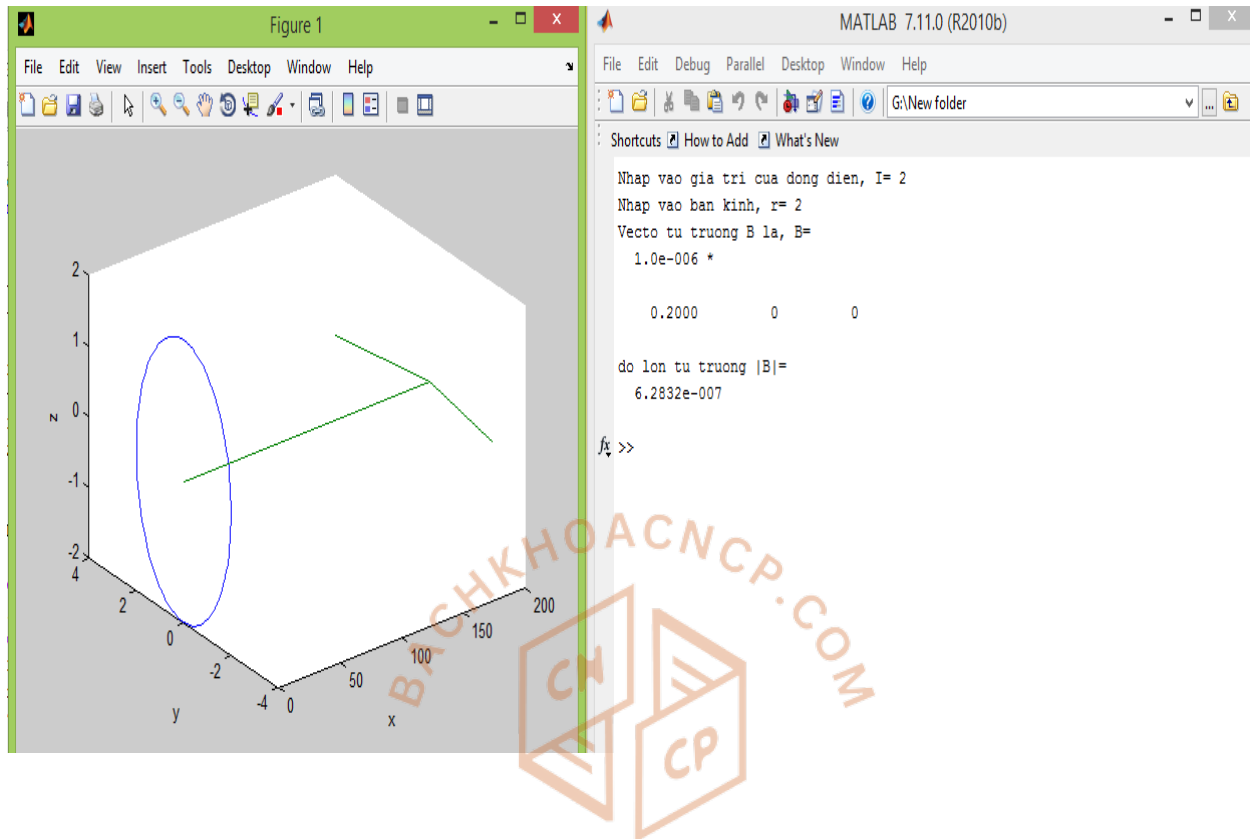 Figure 1
File Edit View Insert Tools Desktop Window Help
2
1
0
-1
-2
z
4
2
0
-2
-4
y
0
50
100
150
200
x
MATLAB 7.11.0 (R2010b)
File Edit Debug Parallel Desktop Window Help
G:\New folder
Shortcuts How to Add What's New
Nhap vao gia tri cua dong dien, I= 2
Nhap vao ban kinh, r= 2
Vecto tu truong B la, B=
1.0e-006 *
0.2000 0 0
do lon tu truong |B|=
6.2832e-007
fx >>
BACHKHOACNCP.COM
CN
CP